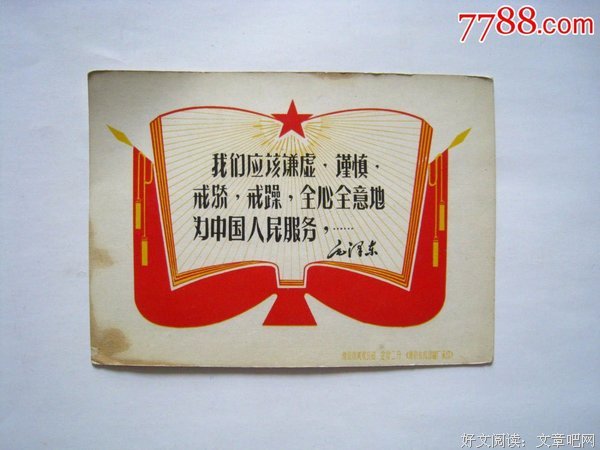 7788.com
我们应该谦虚，谨慎，
戒骄，戒躁，全心全意地
为中国人民服务，……
毛泽东
好文阅读：文章吧网